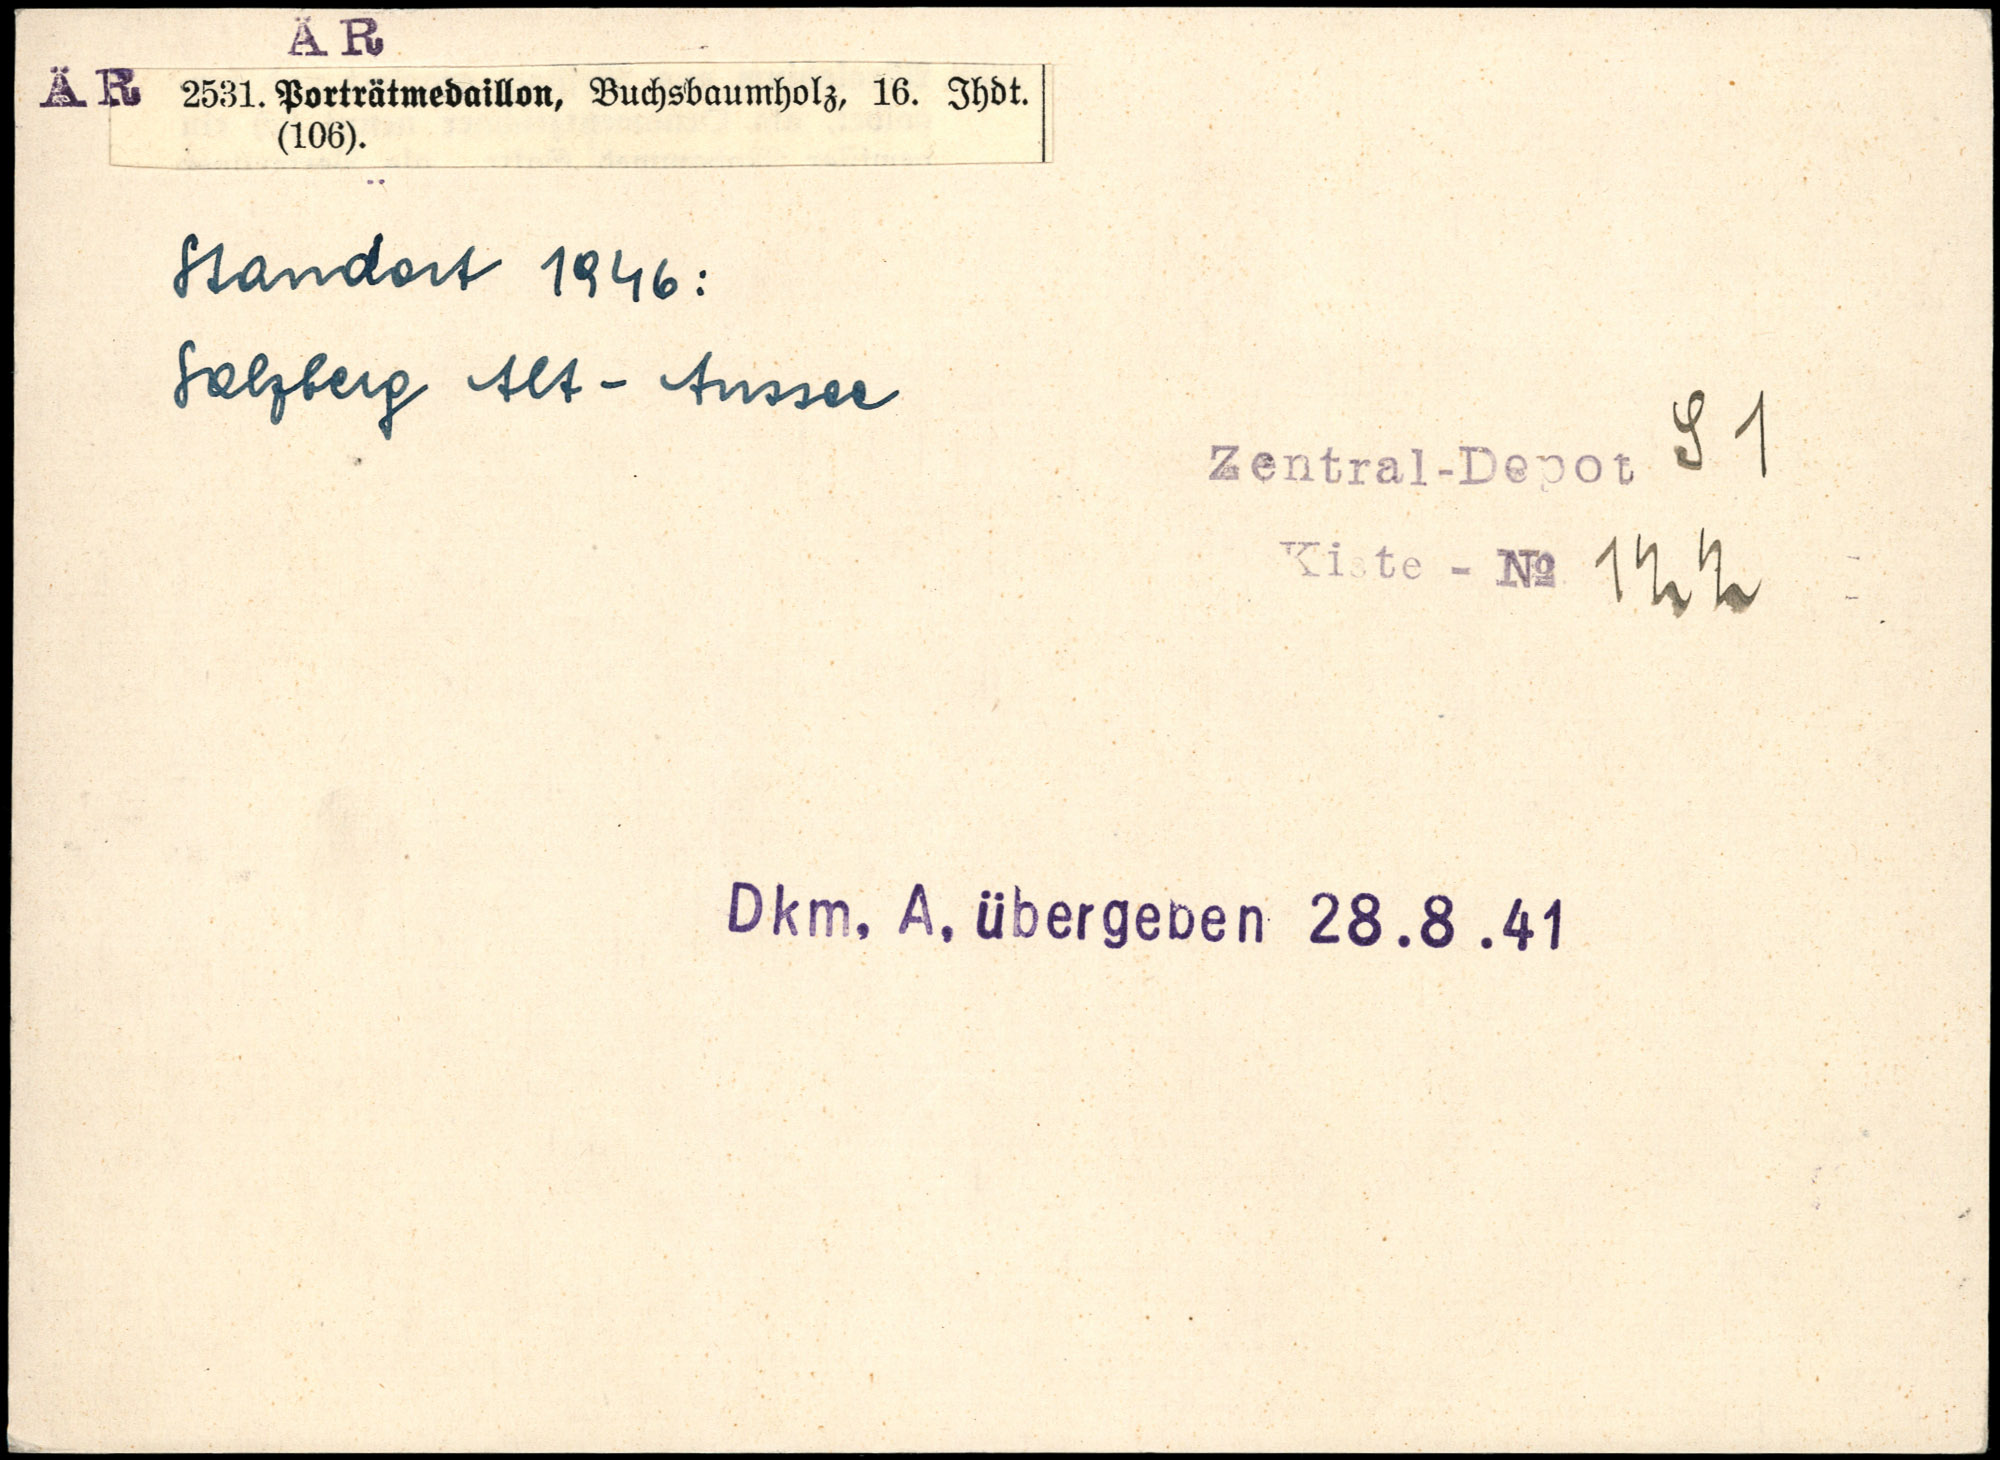 ÄR
ÄR 2531. Porträtmedaillon, Buchsbaumholz, 16. Jhdt.
(106).
Standort 1946:
Salzberg Alt-Aussee
Zentral-Depot S 1
Kiste - № 122
Dkm. A. übergeben 28.8.41